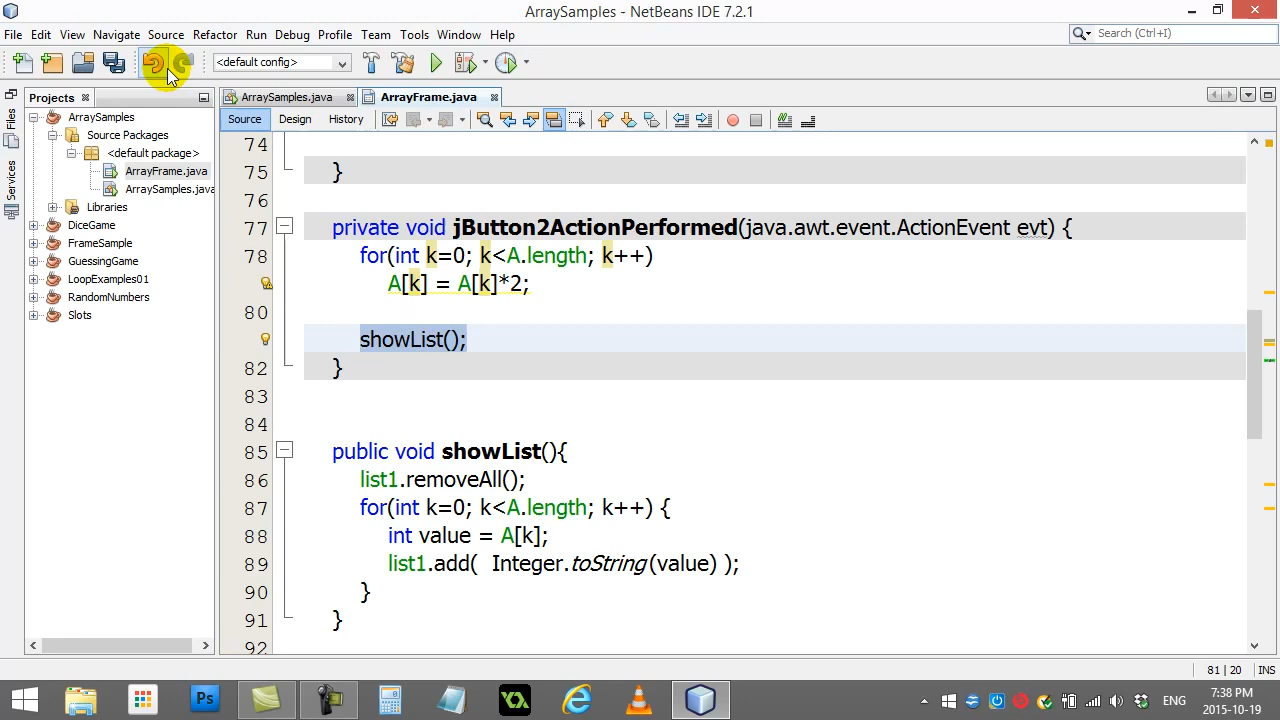 ArraySamples - NetBeans IDE 7.2.1
File Edit View Navigate Source Refactor Run Debug Profile Team Tools Window Help
Search (Ctrl+I)
<default config>
Files
Services
Projects
ArraySamples
Source Packages
<default package>
ArrayFrame.java
ArraySamples.java
Libraries
DiceGame
FrameSample
GuessingGame
LoopExamples01
RandomNumbers
Slots
ArraySamples.java ArrayFrame.java
Source Design History
74
75 }
76
77 private void jButton2ActionPerformed(java.awt.event.ActionEvent evt) {
78 for(int k=0; k<A.length; k++)
A[k] = A[k]*2;
80
showList();
82 }
83
84
85 public void showList(){
86 list1.removeAll();
87 for(int k=0; k<A.length; k++) {
88 int value = A[k];
89 list1.add( Integer.toString(value) );
90 }
91 }
92
81 | 20 INS
Ps
ENG
7:38 PM
2015-10-19